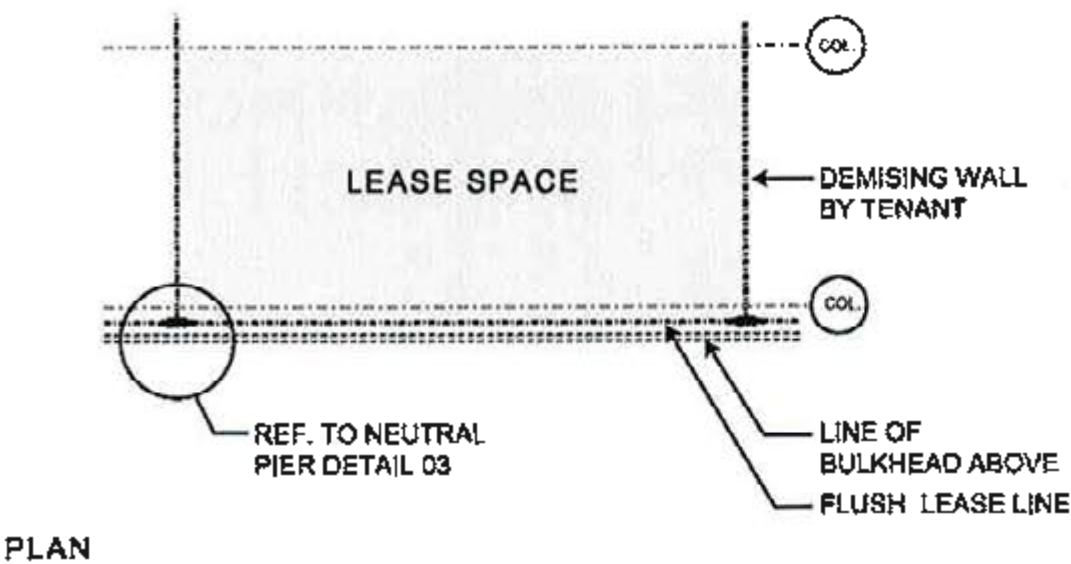 COL.
LEASE SPACE
DEMISING WALL
BY TENANT
COL.
REF. TO NEUTRAL
PIER DETAIL 03
LINE OF
BULKHEAD ABOVE
FLUSH LEASE LINE
PLAN